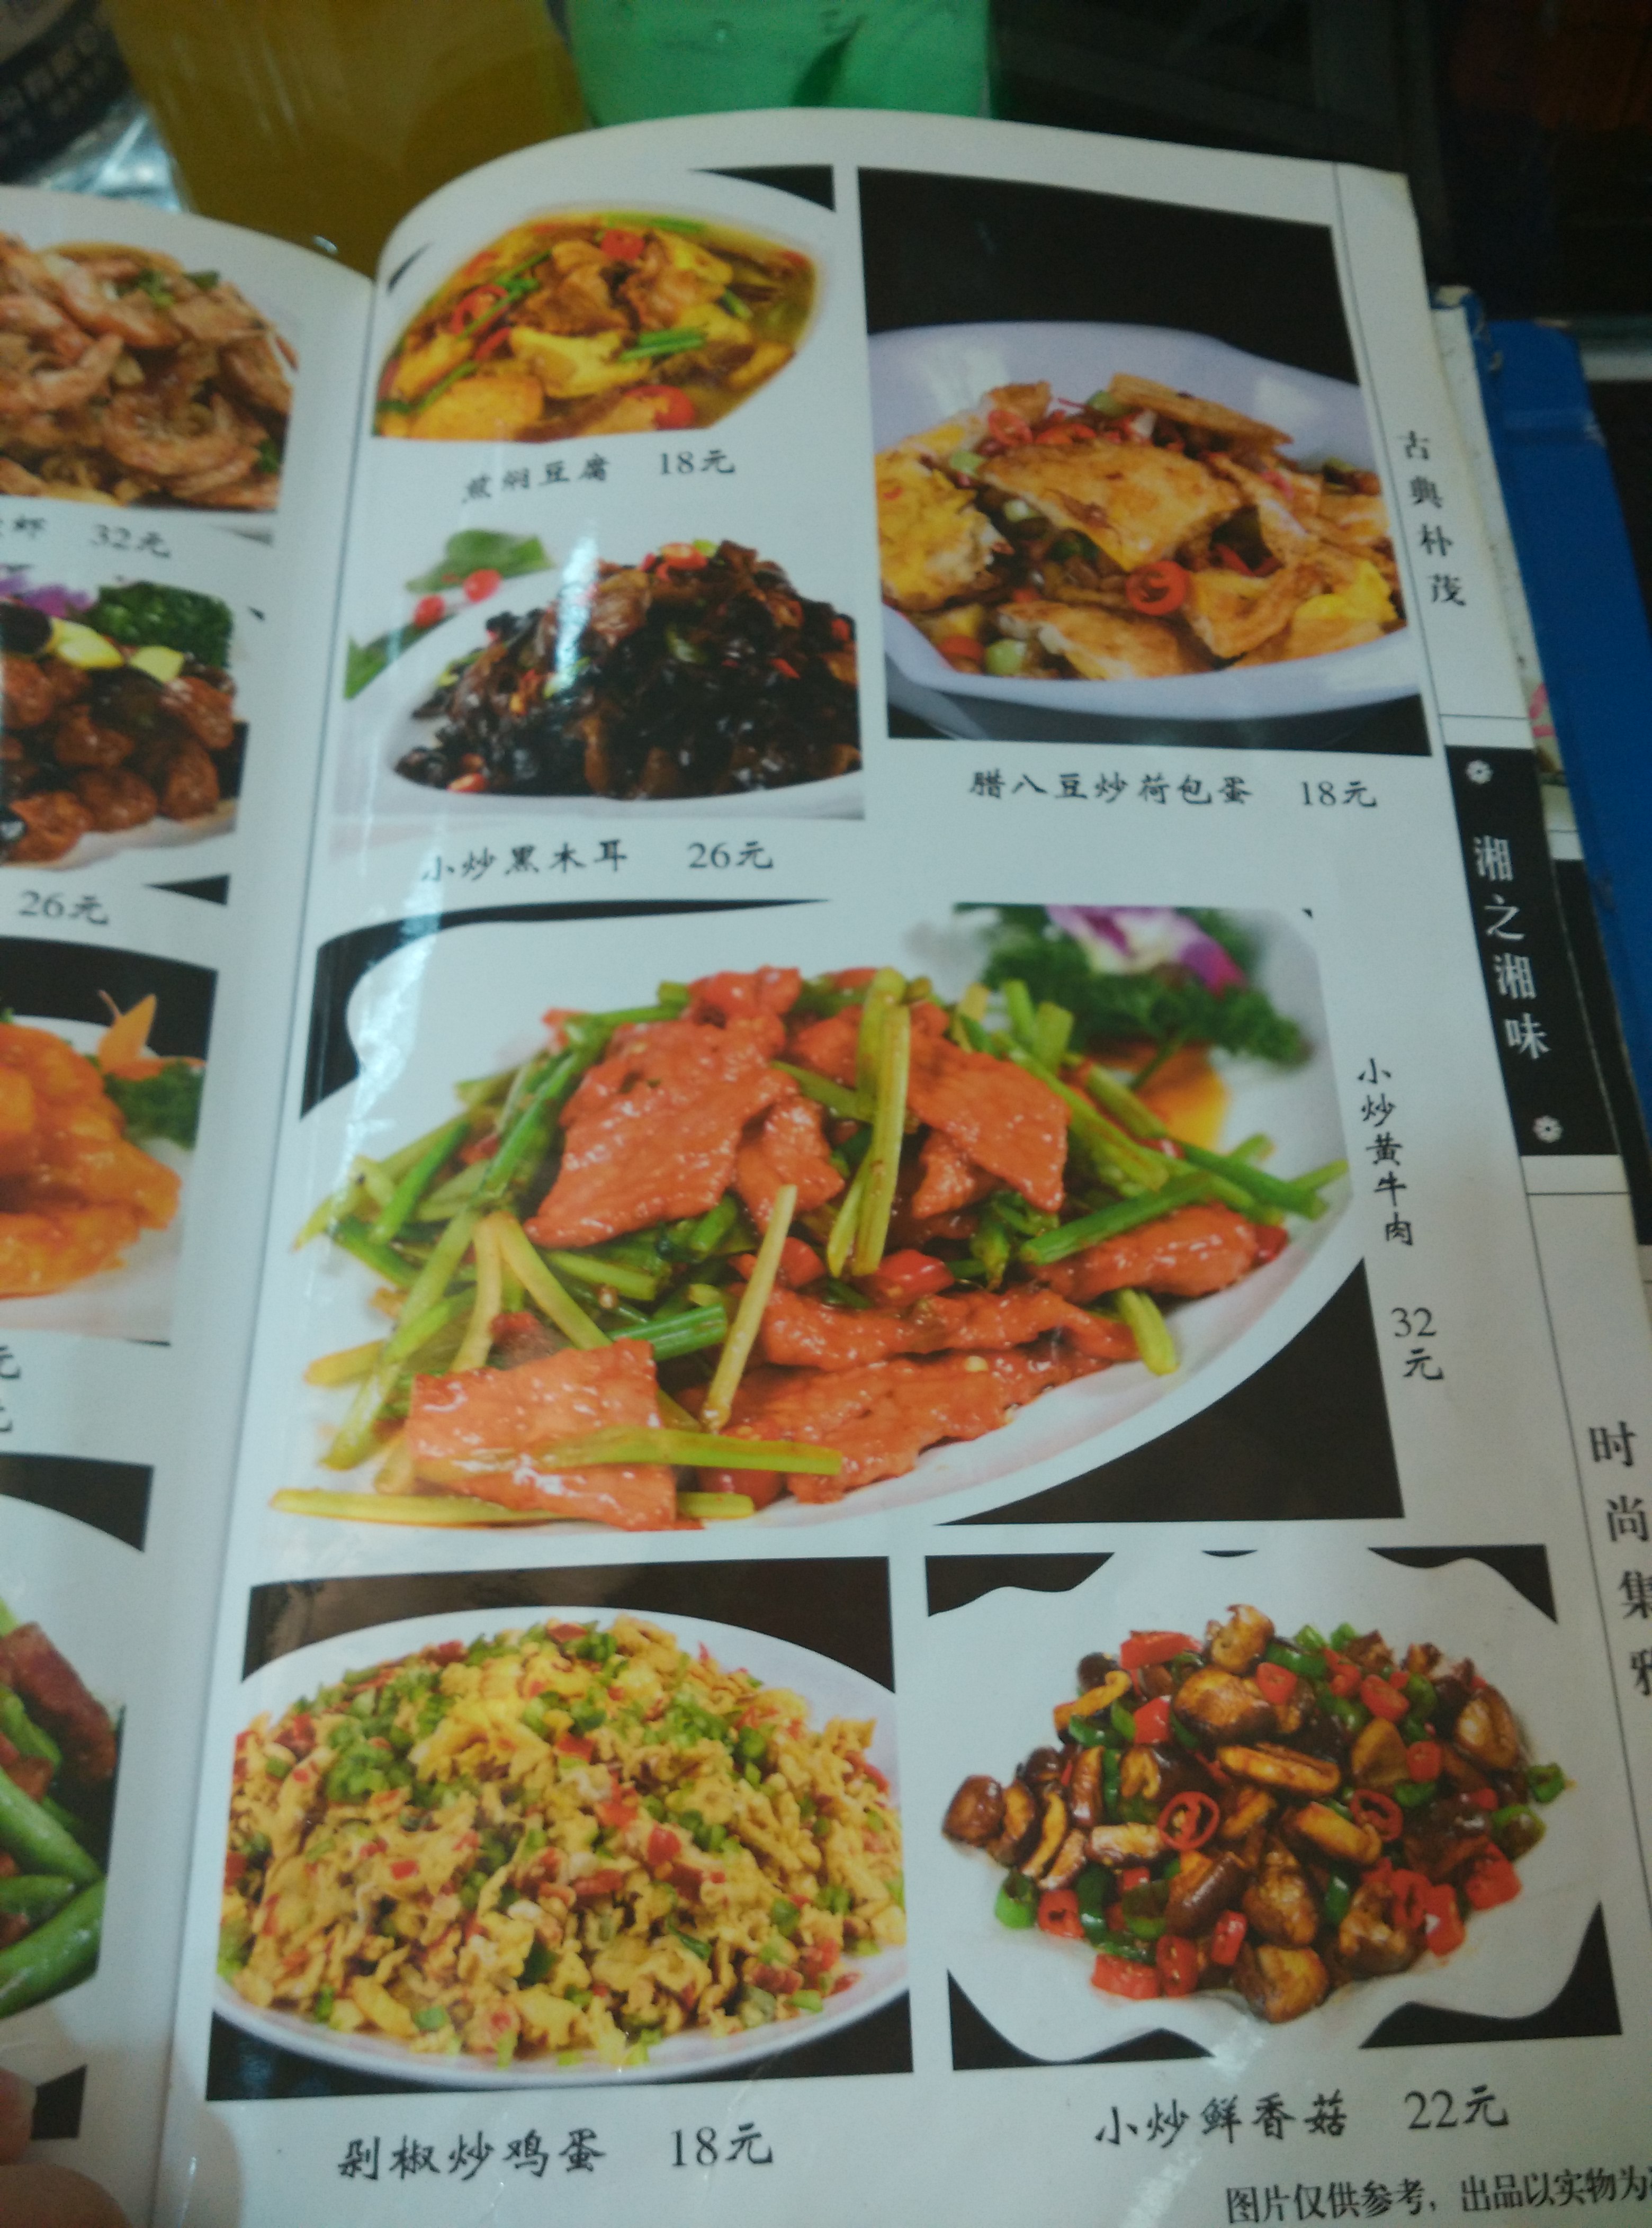 虾 32元
26元
元
煎焖豆腐 18元
小炒黑木耳 26元
腊八豆炒荷包蛋 18元
小炒黄牛肉 32元
剁椒炒鸡蛋 18元
小炒鲜香菇 22元
图片仅供参考，出品以实物为
古典朴茂
湘之湘味
时尚集雅